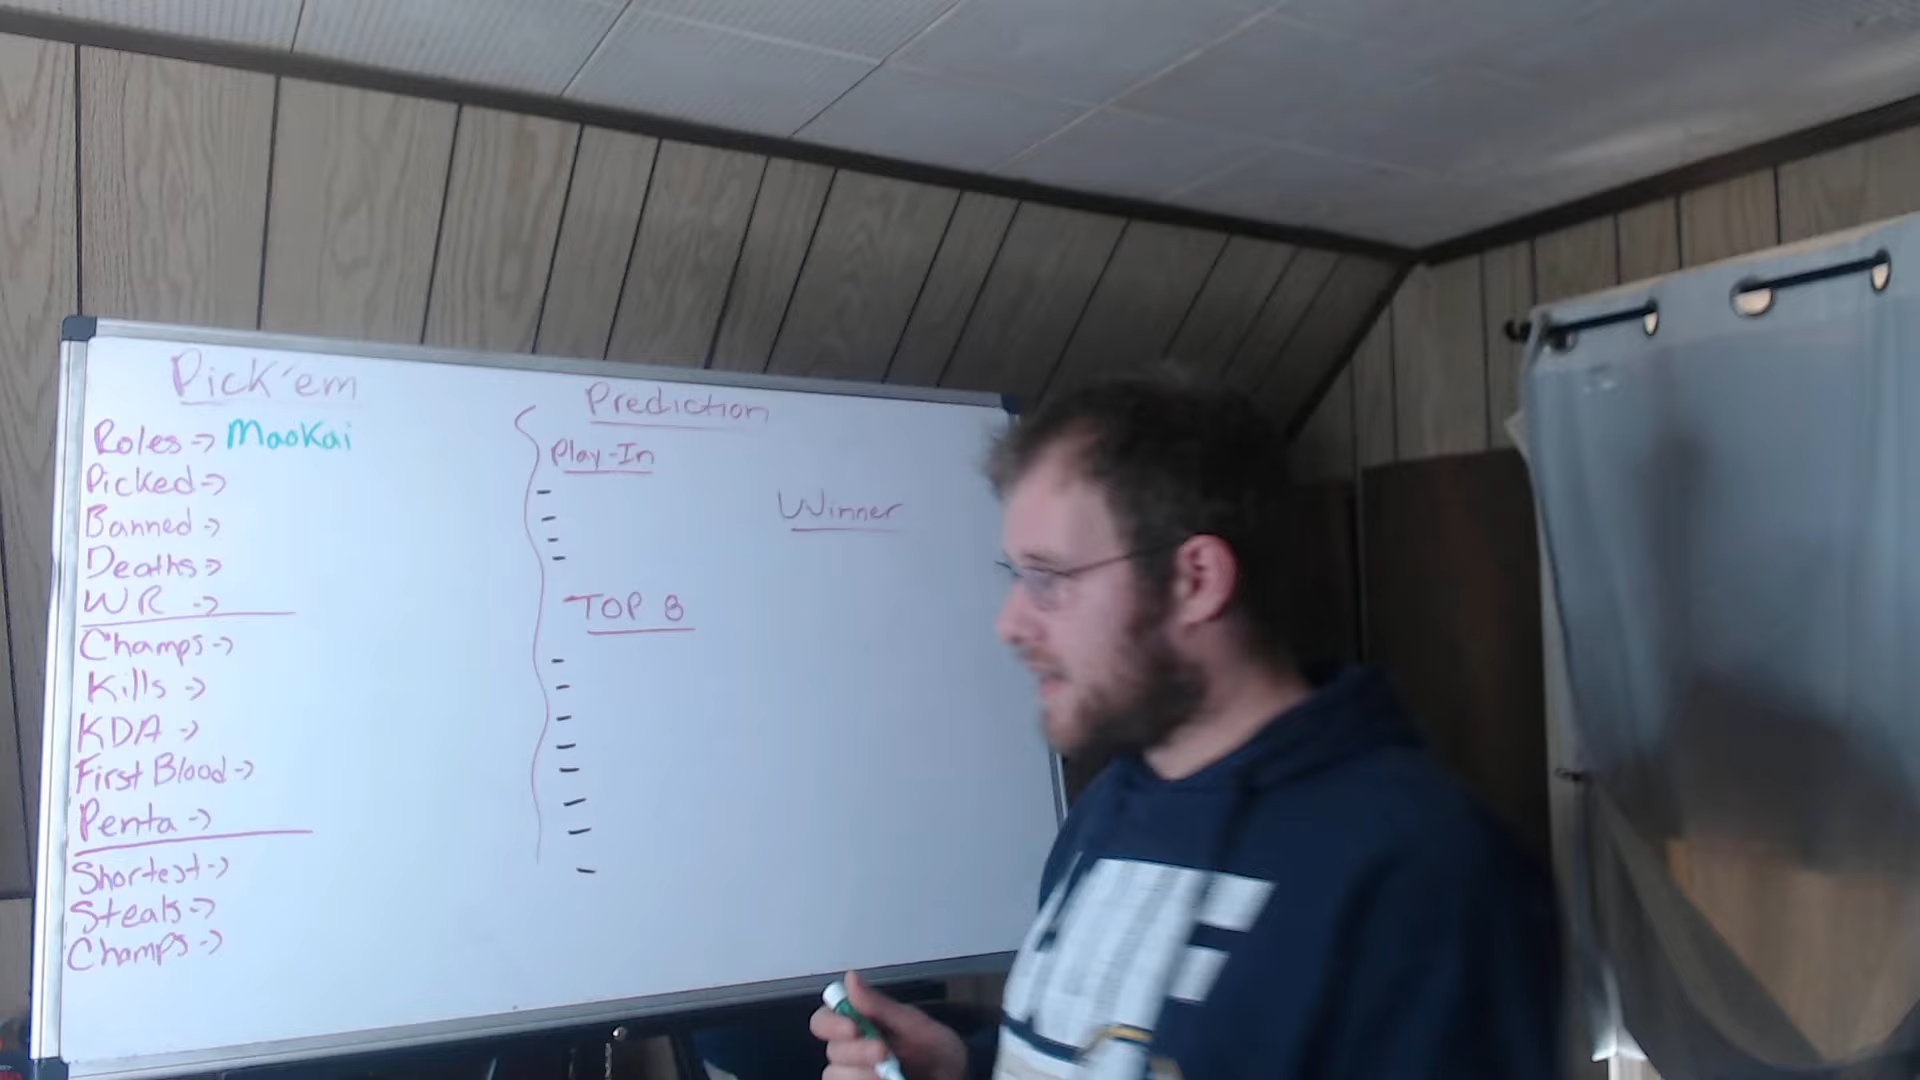 Pick'em
Roles -> Maokai
Picked ->
Banned ->
Deaths ->
WR ->
Champs ->
Kills ->
KDA ->
First Blood ->
Penta ->
Shortest ->
Steals ->
Champs ->
Prediction
Play-In
TOP 8
Winner